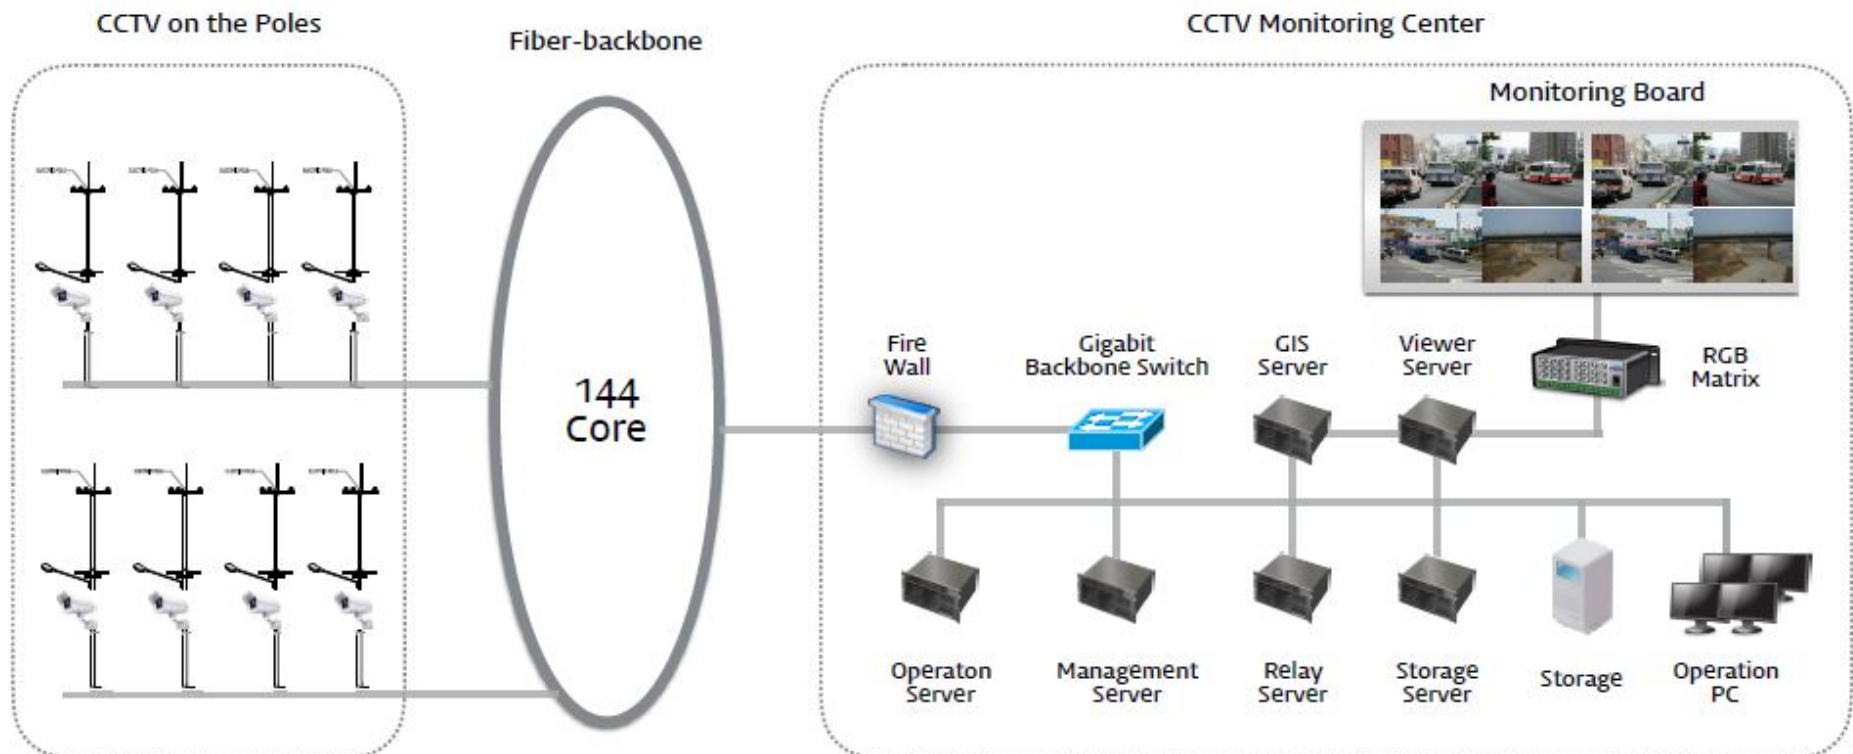 CCTV on the Poles
Fiber-backbone
CCTV Monitoring Center
Monitoring Board
144
Core
Fire
Wall
Gigabit
Backbone Switch
GIS
Server
Viewer
Server
RGB
Matrix
Operaton
Server
Management
Server
Relay
Server
Storage
Server
Storage
Operation
PC